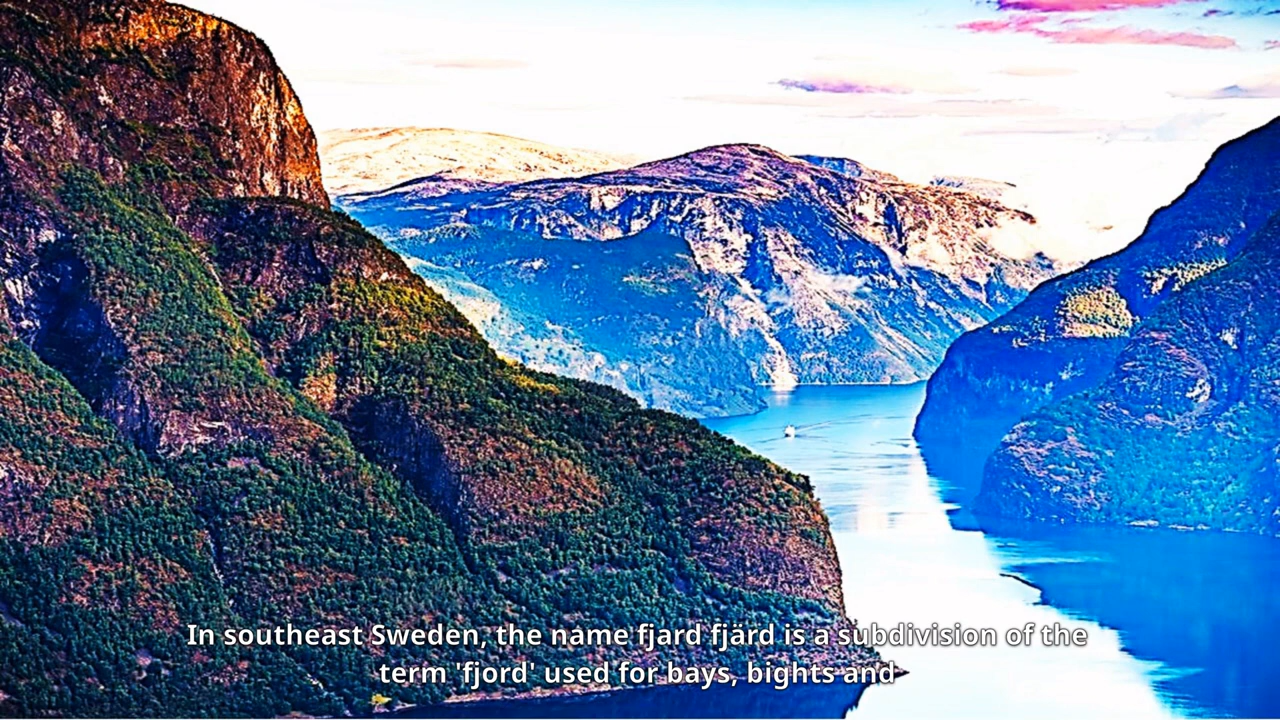 In southeast Sweden, the name fjard fjärd is a subdivision of the
term 'fjord' used for bays, bights and